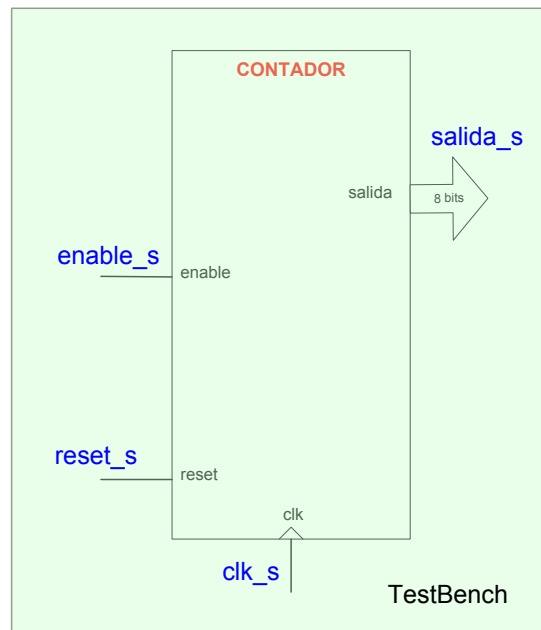 CONTADOR
salida_s
salida
8 bits
enable_s
enable
reset_s
reset
clk
clk_s
TestBench